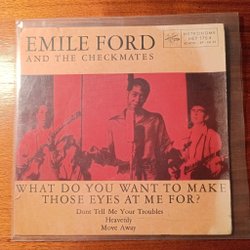 EMILE FORD
AND THE CHECKMATES
METRONOME
WHAT DO YOU WANT TO MAKE
THOSE EYES AT ME FOR?
Dont Tell Me Your Troubles
Heavenly
Move Away